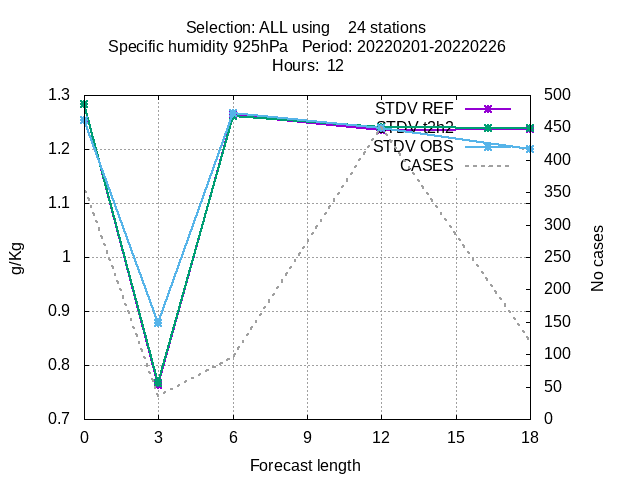 Selection: ALL using 24 stations
Specific humidity 925hPa Period: 20220201-20220226
Hours: 12
1.3
1.2
1.1
1
0.9
0.8
0.7
g/Kg
STDV REF
STDV t2h2
STDV OBS
CASES
500
450
400
350
300
250
200
150
100
50
0
No cases
0 3 6 9 12 15 18
Forecast length